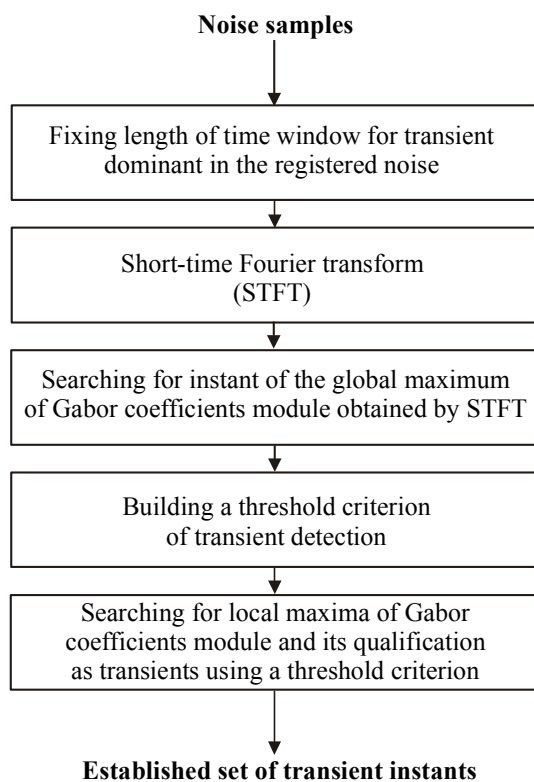 Noise samples
Fixing length of time window for transient
dominant in the registered noise
Short-time Fourier transform
(STFT)
Searching for instant of the global maximum
of Gabor coefficients module obtained by STFT
Building a threshold criterion
of transient detection
Searching for local maxima of Gabor
coefficients module and its qualification
as transients using a threshold criterion
Established set of transient instants